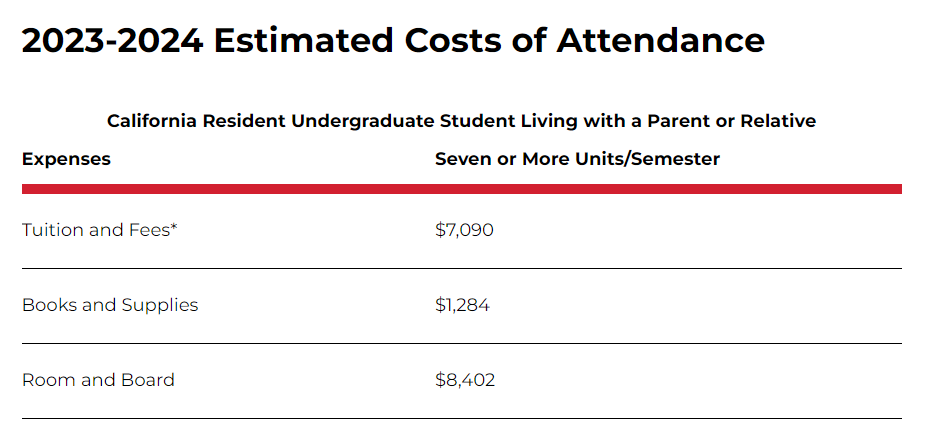 2023-2024 Estimated Costs of Attendance
California Resident Undergraduate Student Living with a Parent or Relative
Expenses Seven or More Units/Semester
Tuition and Fees* $7,090
Books and Supplies $1,284
Room and Board $8,402